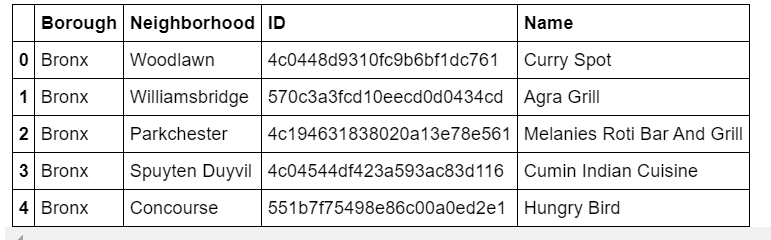 Borough Neighborhood ID Name
0 Bronx Woodlawn 4c0448d9310fc9b6bf1dc761 Curry Spot
1 Bronx Williamsbridge 570c3a3fcd10eecd0d0434cd Agra Grill
2 Bronx Parkchester 4c194631838020a13e78e561 Melanies Roti Bar And Grill
3 Bronx Spuyten Duyvil 4c04544df423a593ac83d116 Cumin Indian Cuisine
4 Bronx Concourse 551b7f75498e86c00a0ed2e1 Hungry Bird